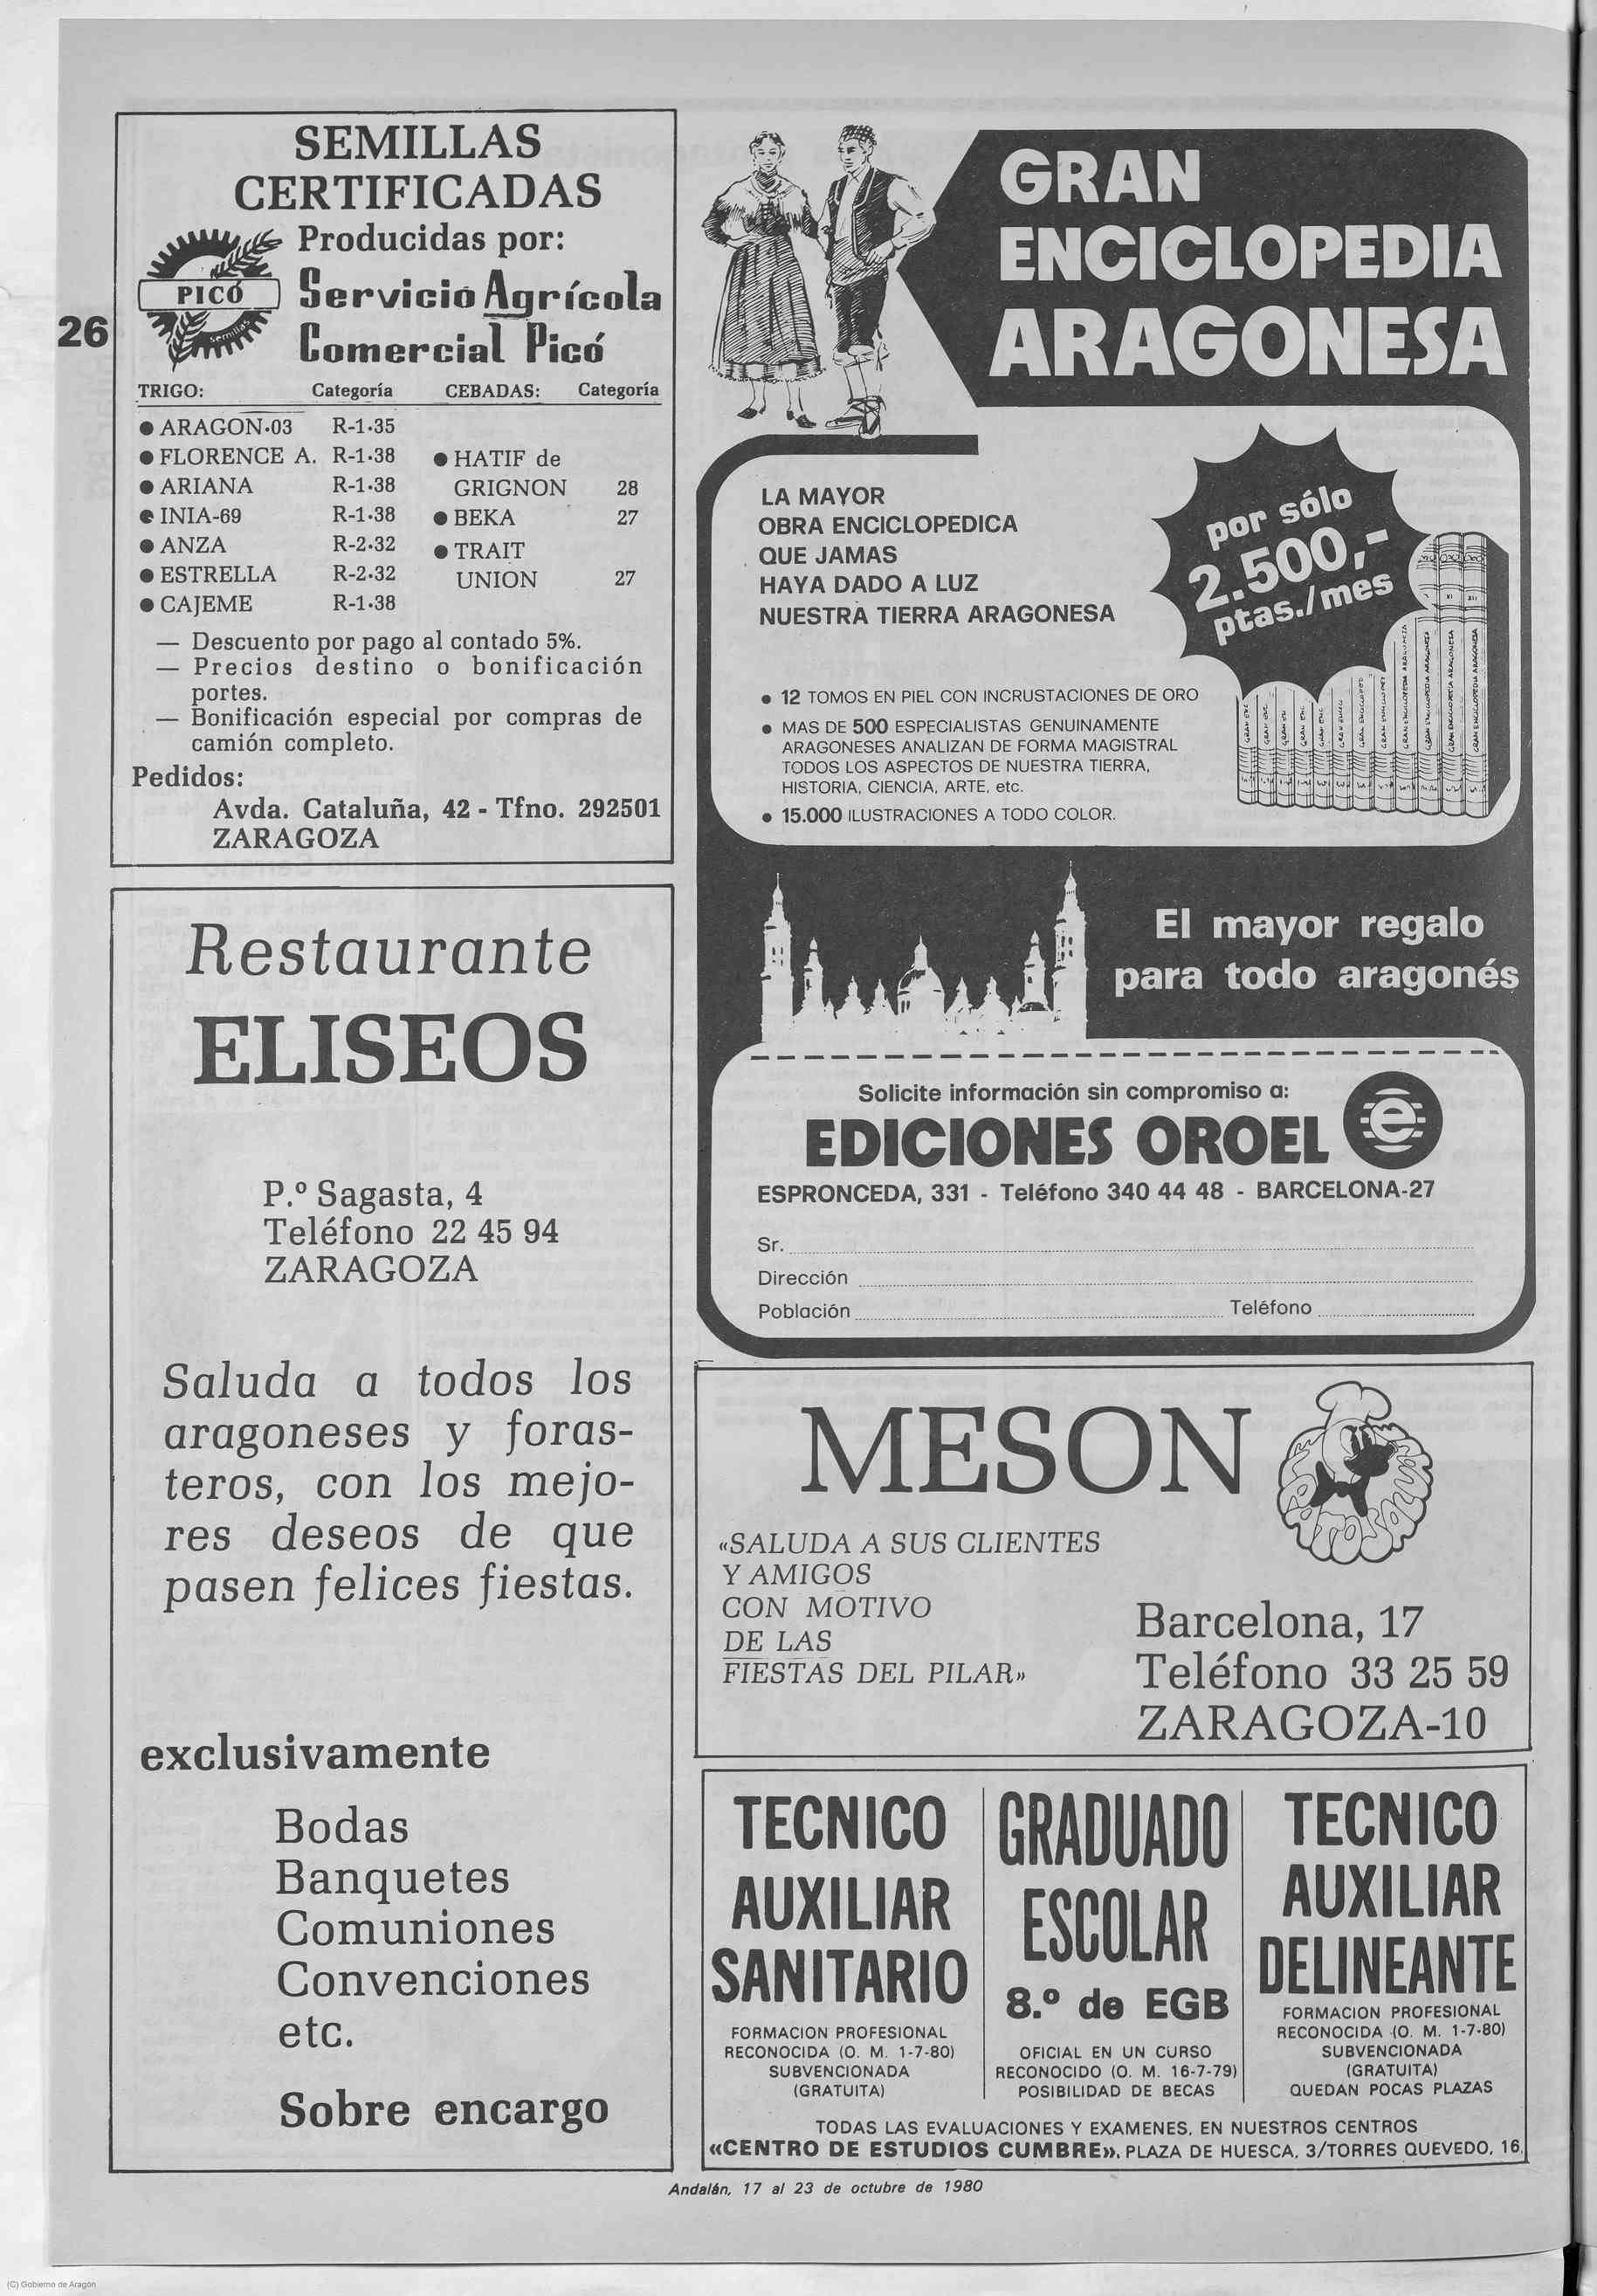 26
SEMILLAS
CERTIFICADAS
Producidas por:
PICÓ
Semillas
Servicio Agrícola
Comercial Picó
TRIGO: Categoría CEBADAS: Categoría
● ARAGON-03 R-1-35
● FLORENCE A. R-1-38 ● HATIF de
● ARIANA R-1-38 GRIGNON 28
● INIA-69 R-1-38 ● BEKA 27
● ANZA R-2-32 ● TRAIT
● ESTRELLA R-2-32 UNION 27
● CAJEME R-1-38
— Descuento por pago al contado 5%.
— Precios destino o bonificación
portes.
— Bonificación especial por compras de
camión completo.
Pedidos:
Avda. Cataluña, 42 - Tfno. 292501
ZARAGOZA
Restaurante
ELISEOS
P.º Sagasta, 4
Teléfono 22 45 94
ZARAGOZA
Saluda a todos los
aragoneses y foras-
teros, con los mejo-
res deseos de que
pasen felices fiestas.
exclusivamente
Bodas
Banquetes
Comuniones
Convenciones
etc.
Sobre encargo
GRAN
ENCICLOPEDIA
ARAGONESA
LA MAYOR
OBRA ENCICLOPEDICA
QUE JAMAS
HAYA DADO A LUZ
NUESTRA TIERRA ARAGONESA
por sólo
2.500,-
ptas./mes
● 12 TOMOS EN PIEL CON INCRUSTACIONES DE ORO
● MAS DE 500 ESPECIALISTAS GENUINAMENTE
ARAGONESES ANALIZAN DE FORMA MAGISTRAL
TODOS LOS ASPECTOS DE NUESTRA TIERRA,
HISTORIA, CIENCIA, ARTE, etc.
● 15.000 ILUSTRACIONES A TODO COLOR.
GRAN ENCICLOPEDIA ARAGONESA
El mayor regalo
para todo aragonés
Solicite información sin compromiso a:
EDICIONES OROEL e
ESPRONCEDA, 331 - Teléfono 340 44 48 - BARCELONA-27
Sr.
Dirección
Población Teléfono
MESON
«SALUDA A SUS CLIENTES
Y AMIGOS
CON MOTIVO
DE LAS
FIESTAS DEL PILAR»
Barcelona, 17
Teléfono 33 25 59
ZARAGOZA-10
TECNICO
AUXILIAR
SANITARIO
FORMACION PROFESIONAL
RECONOCIDA (O. M. 1-7-80)
SUBVENCIONADA
(GRATUITA)
GRADUADO
ESCOLAR
8.º de EGB
OFICIAL EN UN CURSO
RECONOCIDO (O. M. 16-7-79)
POSIBILIDAD DE BECAS
TECNICO
AUXILIAR
DELINEANTE
FORMACION PROFESIONAL
RECONOCIDA (O. M. 1-7-80)
SUBVENCIONADA
(GRATUITA)
QUEDAN POCAS PLAZAS
TODAS LAS EVALUACIONES Y EXAMENES, EN NUESTROS CENTROS
«CENTRO DE ESTUDIOS CUMBRE», PLAZA DE HUESCA, 3/TORRES QUEVEDO, 16.
Andalán, 17 al 23 de octubre de 1980
(C) Gobierno de Aragón